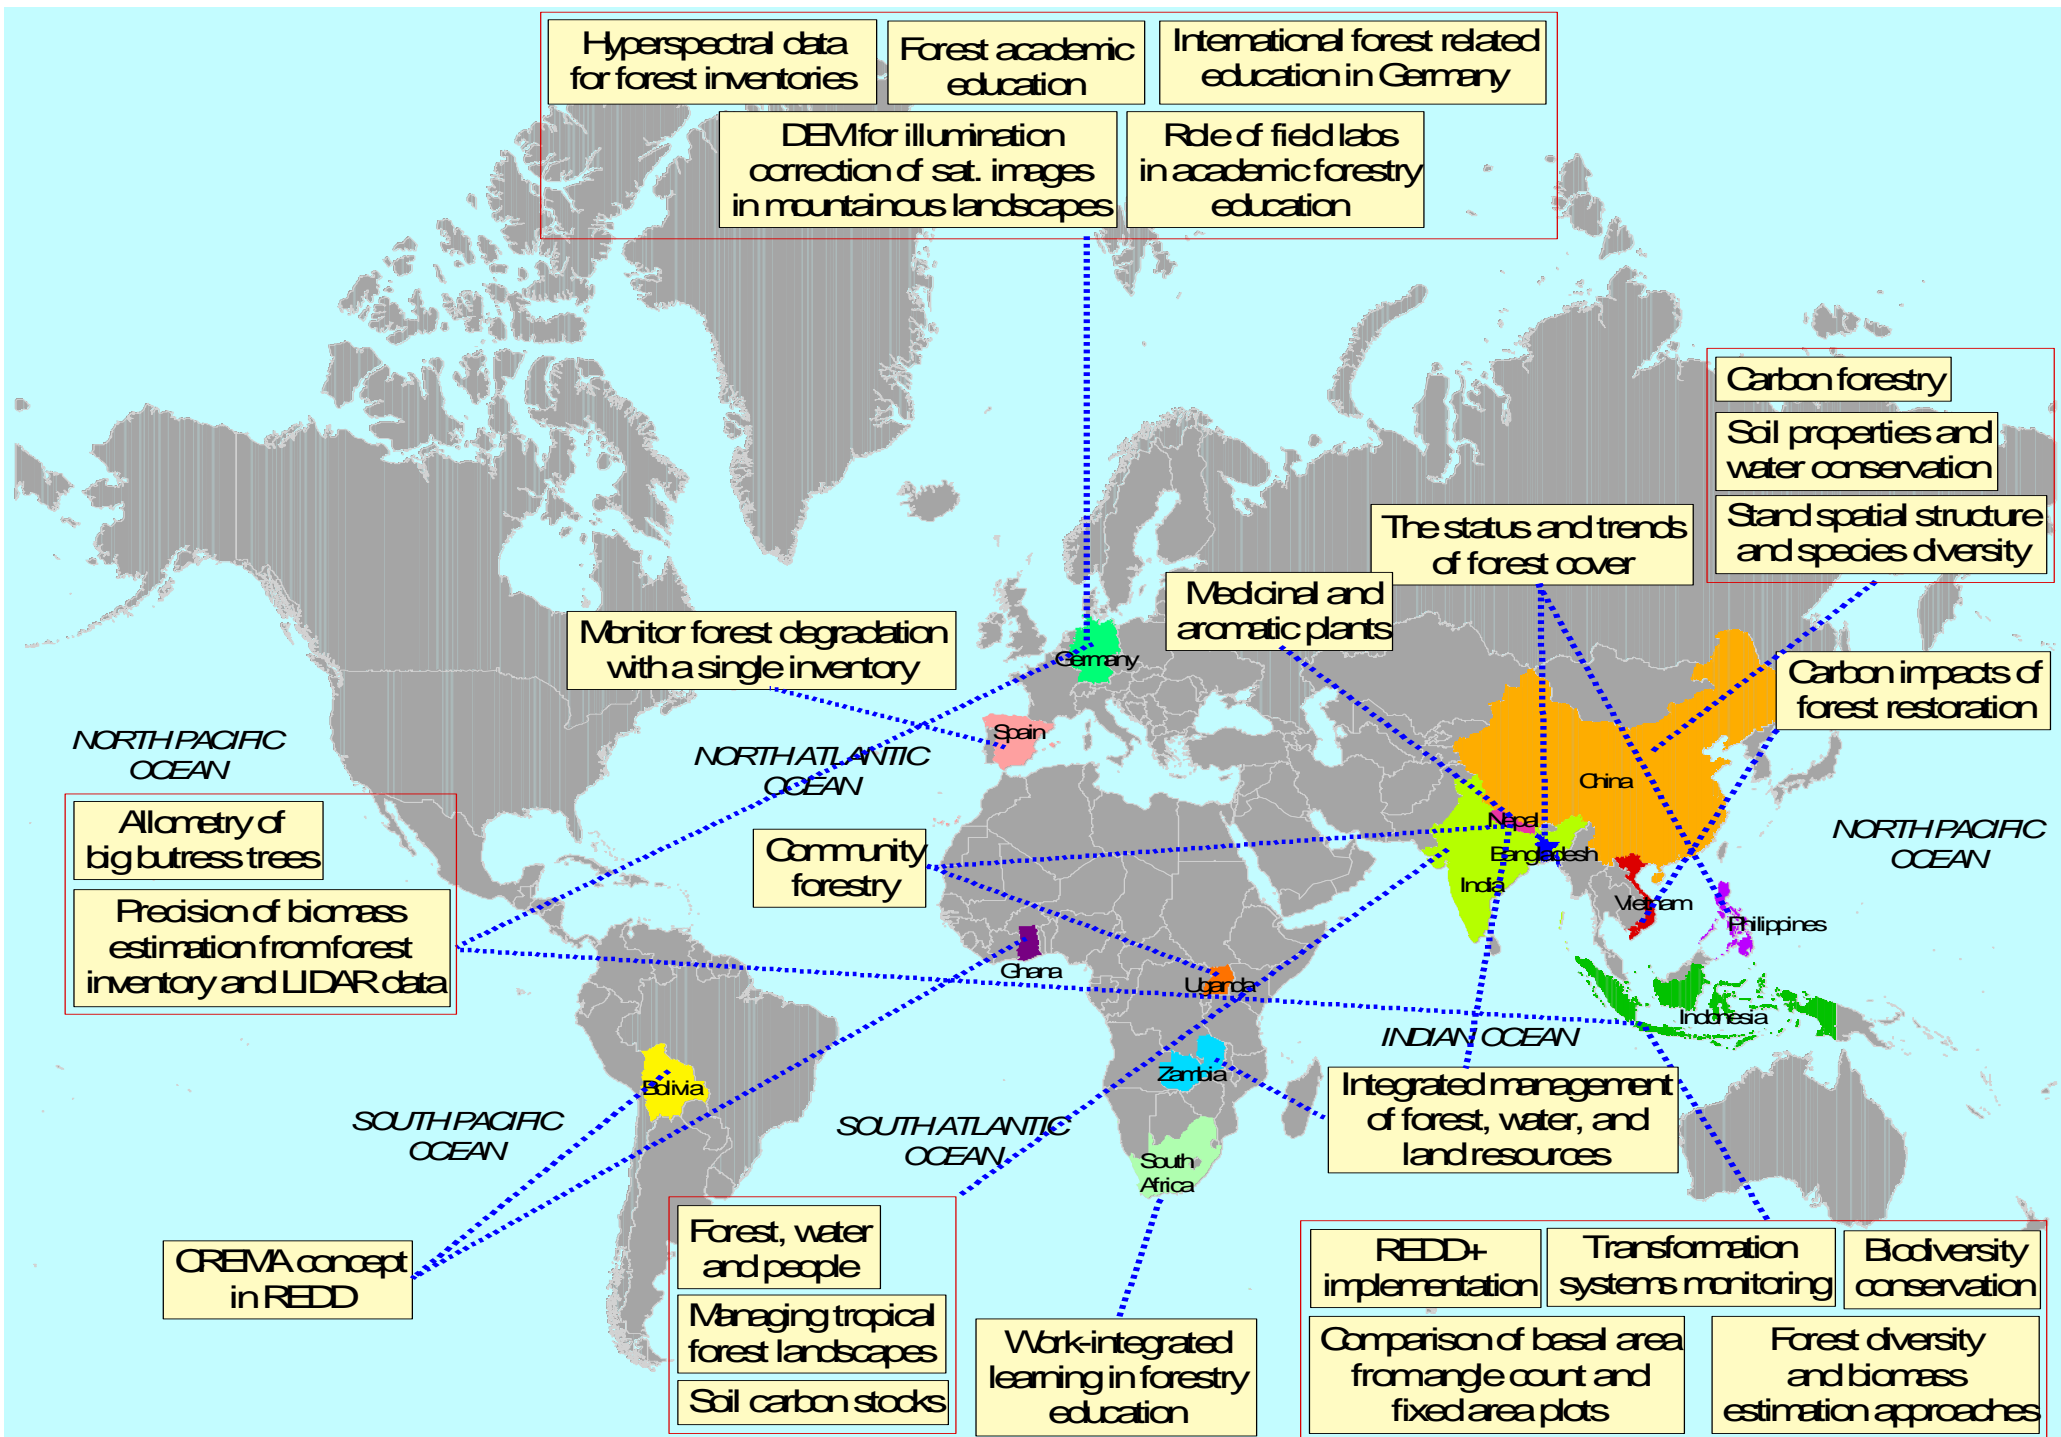 Hyperspectral data
for forest inventories
Forest academic
education
International forest related
education in Germany
DEM for illumination
correction of sat. images
in mountainous landscapes
Role of field labs
in academic forestry
education
Carbon forestry
Soil properties and
water conservation
Stand spatial structure
and species diversity
The status and trends
of forest cover
Medicinal and
aromatic plants
Monitor forest degradation
with a single inventory
Germany
Carbon impacts of
forest restoration
Spain
NORTH PACIFIC
OCEAN
NORTH ATLANTIC
OCEAN
China
Allometry of
big butress trees
Precision of biomass
estimation from forest
inventory and LIDAR data
Community
forestry
Nepal
Bangladesh
India
NORTH PACIFIC
OCEAN
Vietnam
Philippines
Ghana
Uganda
Indonesia
INDIAN OCEAN
Zambia
Bolivia
Integrated management
of forest, water, and
land resources
SOUTH PACIFIC
OCEAN
SOUTH ATLANTIC
OCEAN
South
Africa
CREMA concept
in REDD
Forest, water
and people
Managing tropical
forest landscapes
Soil carbon stocks
Work-integrated
learning in forestry
education
REDD+
implementation
Transformation
systems monitoring
Biodiversity
conservation
Comparison of basal area
from angle count and
fixed area plots
Forest diversity
and biomass
estimation approaches